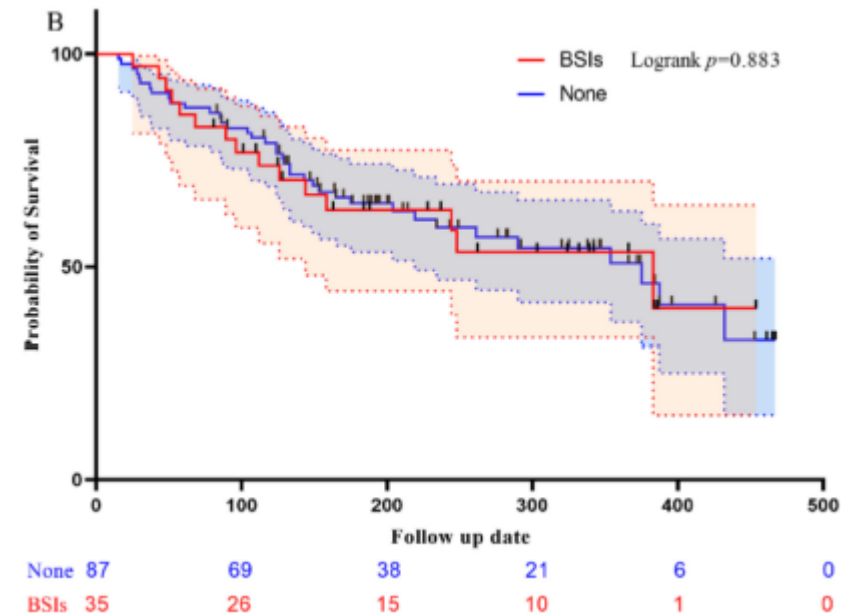 B
BSIs Logrank p=0.883
None
Probability of Survival
100
50
0
0 100 200 300 400 500
Follow up date
None 87 69 38 21 6 0
BSIs 35 26 15 10 1 0